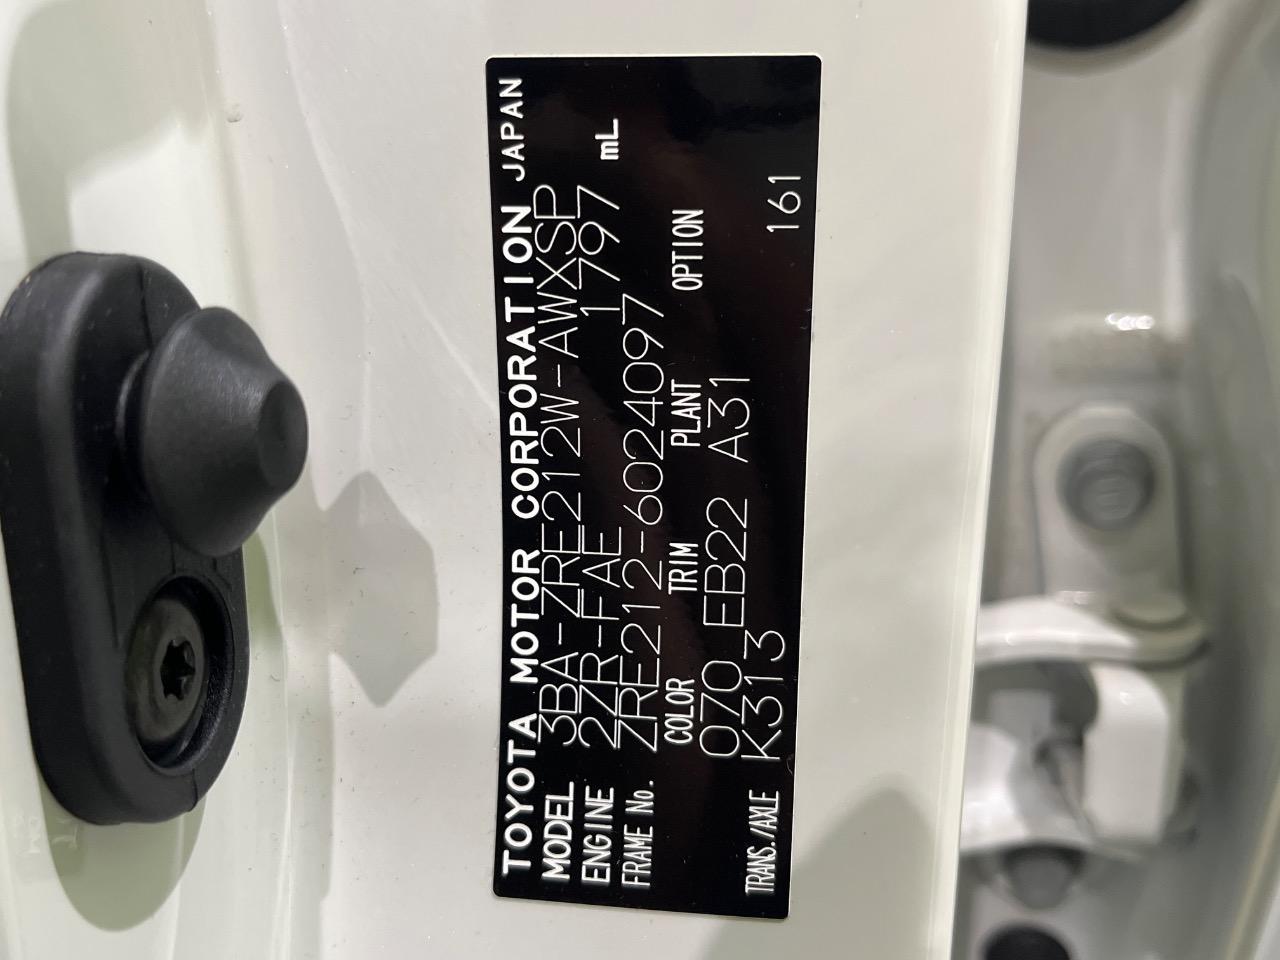 TOYOTA MOTOR CORPORATION JAPAN
MODEL 3BA-ZRE212W-AWXSP
ENGINE 2ZR-FAE 1797 mL
FRAME No. ZRE212-6024097
COLOR TRIM PLANT OPTION
070 EB22 A31
TRANS./AXLE K313 161